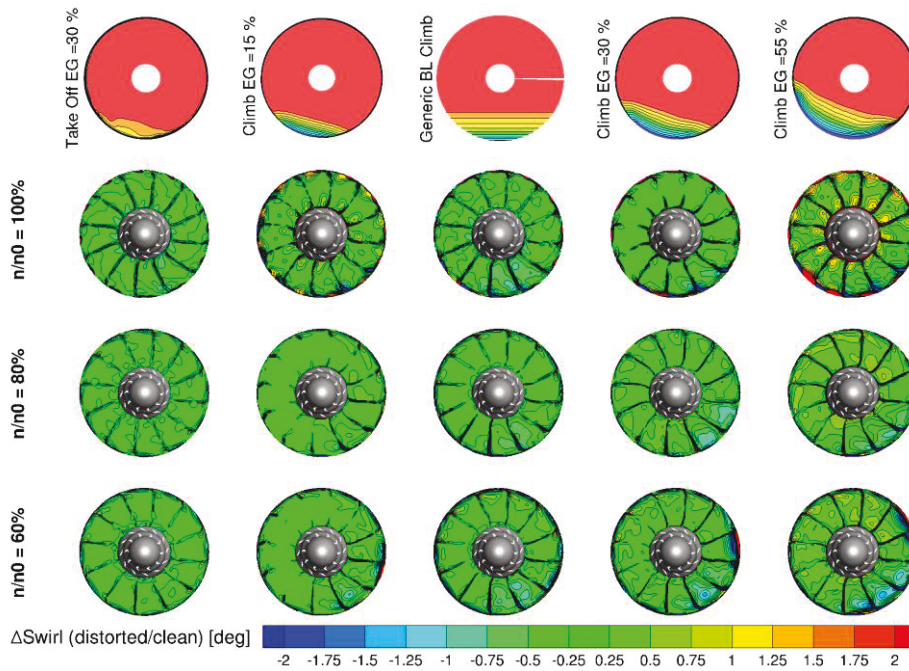 Take Off EG =30 %
Climb EG =15 %
Generic BL Climb
Climb EG =30 %
Climb EG =55 %
n/n0 = 100%
n/n0 = 80%
n/n0 = 60%
ΔSwirl (distorted/clean) [deg]
-2 -1.75 -1.5 -1.25 -1 -0.75 -0.5 -0.25 0.25 0.5 0.75 1 1.25 1.5 1.75 2